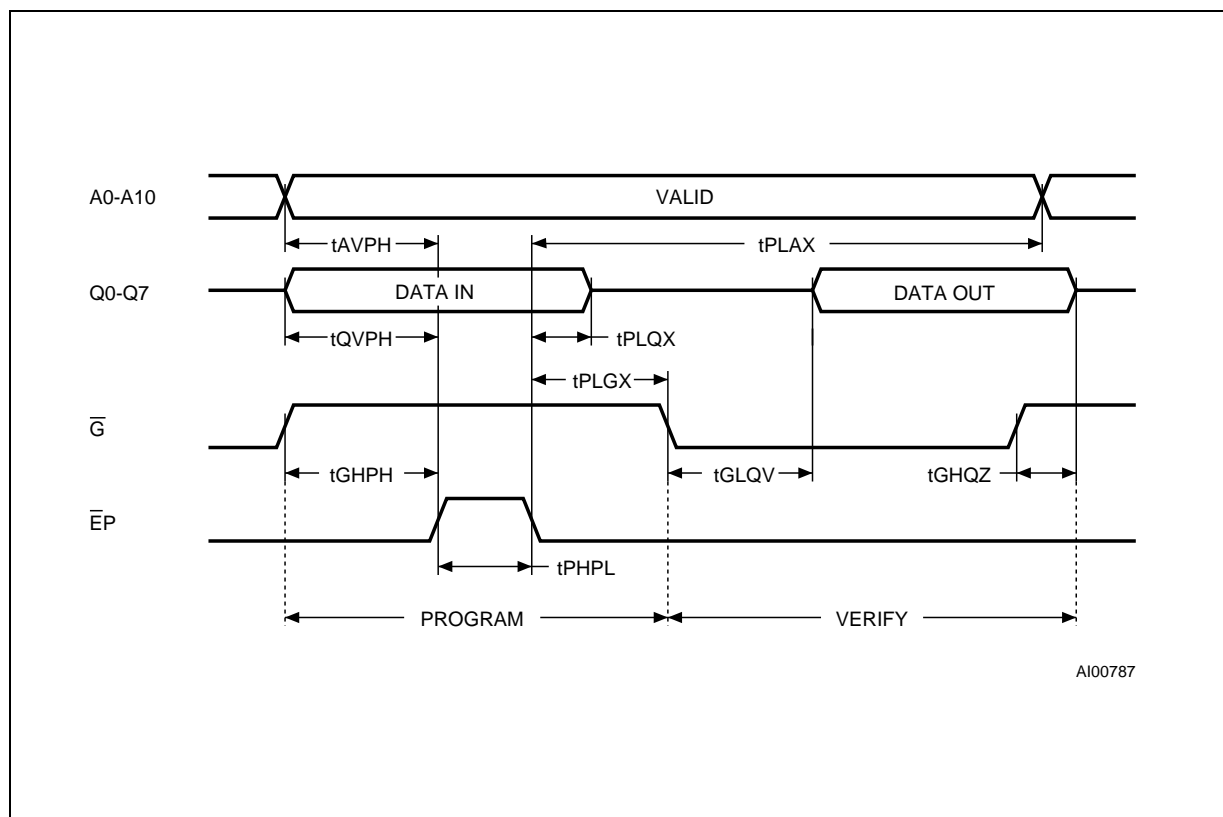 A0-A10
VALID
tAVPH
tPLAX
Q0-Q7
DATA IN
DATA OUT
tQVPH
tPLQX
tPLGX
G̅
tGHPH
tGLQV
tGHQZ
E̅P
tPHPL
PROGRAM
VERIFY
AI00787